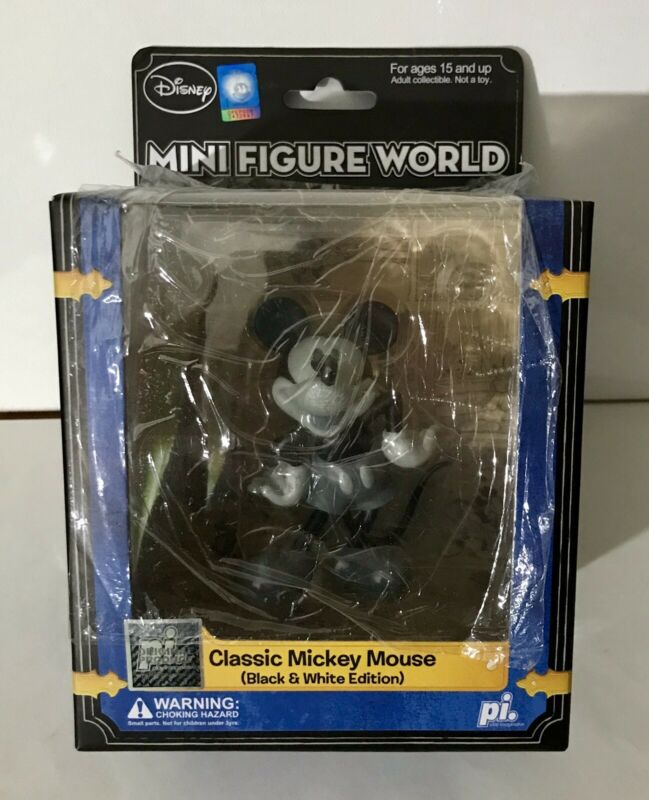 Disney
For ages 15 and up
Adult collectible. Not a toy.
MINI FIGURE WORLD
Classic Mickey Mouse
(Black & White Edition)
WARNING:
CHOKING HAZARD
Small parts. Not for children under 3yrs.
pi.